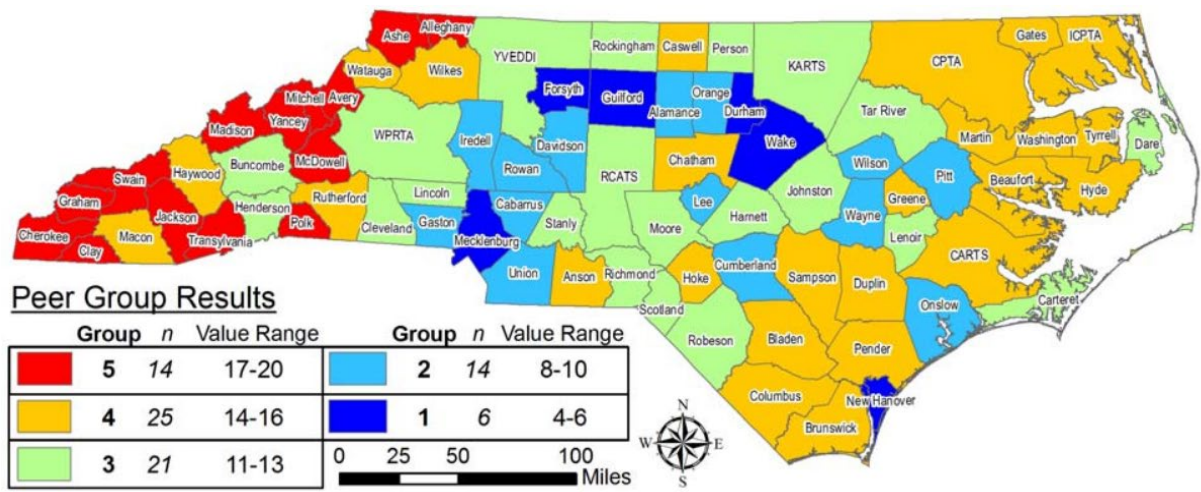 Ashe
Alleghany
Gates
ICPTA
Rockingham
Caswell
Person
YVEDDI
KARTS
CPTA
Watauga
Wilkes
Forsyth
Guilford
Alamance
Orange
Durham
Mitchell
Avery
Yancey
Madison
Tar River
WPRTA
Iredell
Davidson
Wake
Martin
Washington
Tyrrell
Dare
McDowell
Buncombe
Haywood
Swain
Rowan
Chatham
Wilson
Pitt
Beaufort
Hyde
RCATS
Johnston
Graham
Jackson
Henderson
Rutherford
Lincoln
Cabarrus
Lee
Greene
Cherokee
Clay
Macon
Transylvania
Polk
Cleveland
Gaston
Stanly
Moore
Harnett
Wayne
Lenoir
Mecklenburg
CARTS
Union
Anson
Richmond
Hoke
Cumberland
Sampson
Duplin
Scotland
Onslow
Carteret
Robeson
Bladen
Pender
Columbus
New Hanover
Brunswick
Peer Group Results
Group n Value Range Group n Value Range
5 14 17-20 2 14 8-10
4 25 14-16 1 6 4-6
3 21 11-13
0 25 50 100
Miles
N
W E
S